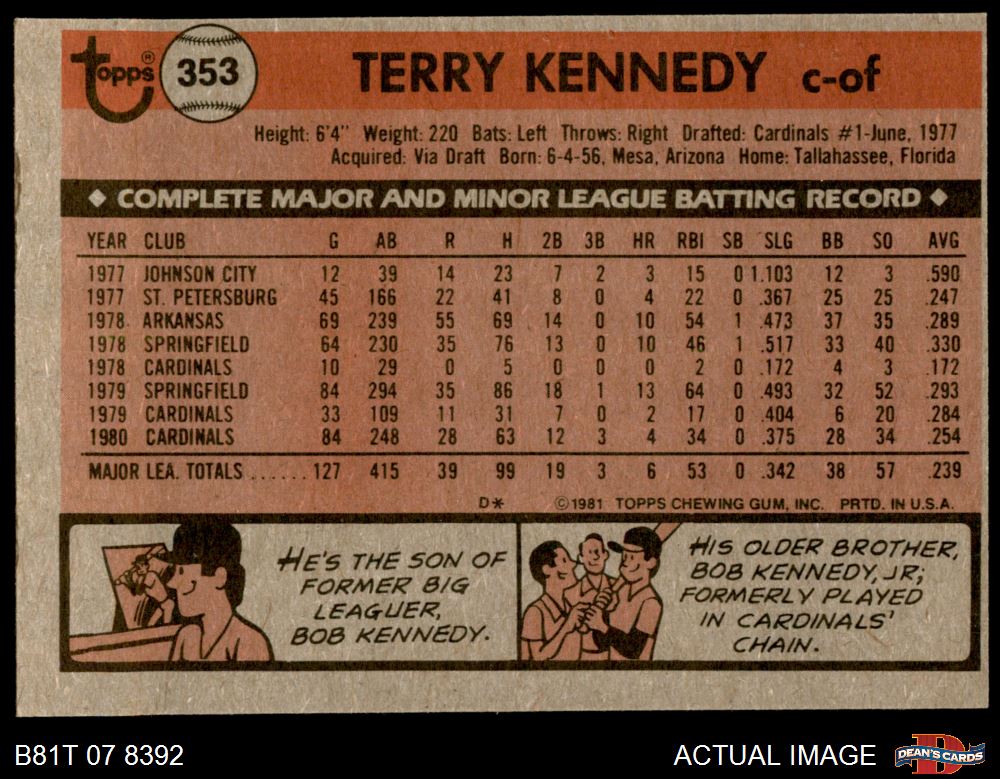 Topps® 353 TERRY KENNEDY c-of
Height: 6'4" Weight: 220 Bats: Left Throws: Right Drafted: Cardinals #1-June, 1977
Acquired: Via Draft Born: 6-4-56, Mesa, Arizona Home: Tallahassee, Florida
◆ COMPLETE MAJOR AND MINOR LEAGUE BATTING RECORD ◆
YEAR CLUB G AB R H 2B 3B HR RBI SB SLG BB SO AVG
1977 JOHNSON CITY 12 39 14 23 7 2 3 15 0 1.103 12 3 .590
1977 ST. PETERSBURG 45 166 22 41 8 0 4 22 0 .367 25 25 .247
1978 ARKANSAS 69 239 55 69 14 0 10 54 1 .473 37 35 .289
1978 SPRINGFIELD 64 230 35 76 13 0 10 46 1 .517 33 40 .330
1978 CARDINALS 10 29 0 5 0 0 0 2 0 .172 4 3 .172
1979 SPRINGFIELD 84 294 35 86 18 1 13 64 0 .493 32 52 .293
1979 CARDINALS 33 109 11 31 7 0 2 17 0 .404 6 20 .284
1980 CARDINALS 84 248 28 63 12 3 4 34 0 .375 28 34 .254
MAJOR LEA. TOTALS ...... 127 415 39 99 19 3 6 53 0 .342 38 57 .239
D* ©1981 TOPPS CHEWING GUM, INC. PRTD. IN U.S.A.
HE'S THE SON OF
FORMER BIG
LEAGUER,
BOB KENNEDY.
HIS OLDER BROTHER,
BOB KENNEDY, JR;
FORMERLY PLAYED
IN CARDINALS'
CHAIN.
B81T 07 8392 ACTUAL IMAGE DEAN'S CARDS